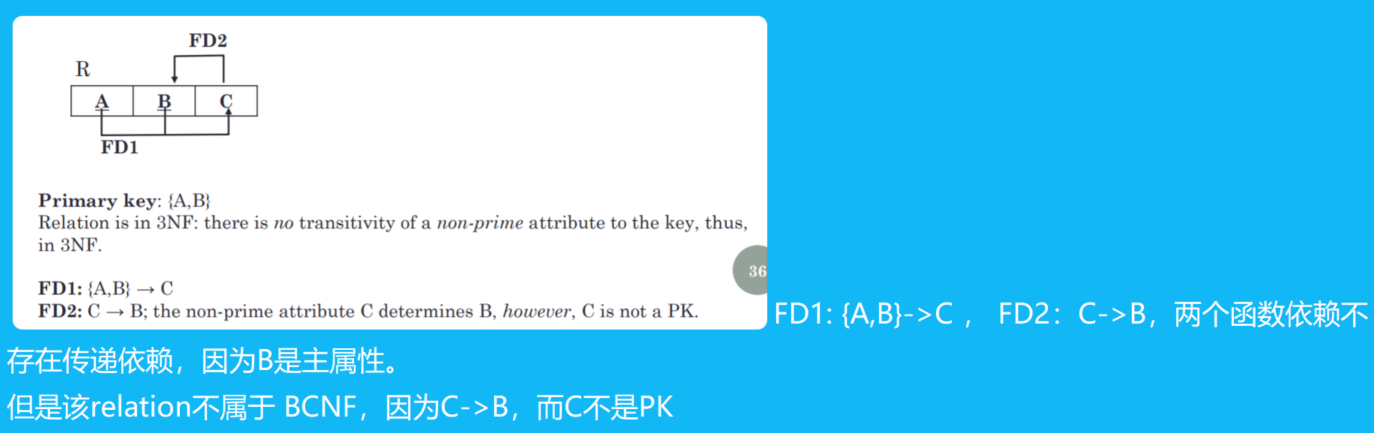 FD2
R
A B C
FD1
Primary key: {A,B}
Relation is in 3NF: there is no transitivity of a non-prime attribute to the key, thus,
in 3NF.
36
FD1: {A,B} → C
FD2: C → B; the non-prime attribute C determines B, however, C is not a PK.
FD1: {A,B}->C ， FD2：C->B，两个函数依赖不
存在传递依赖，因为B是主属性。
但是该relation不属于 BCNF，因为C->B，而C不是PK